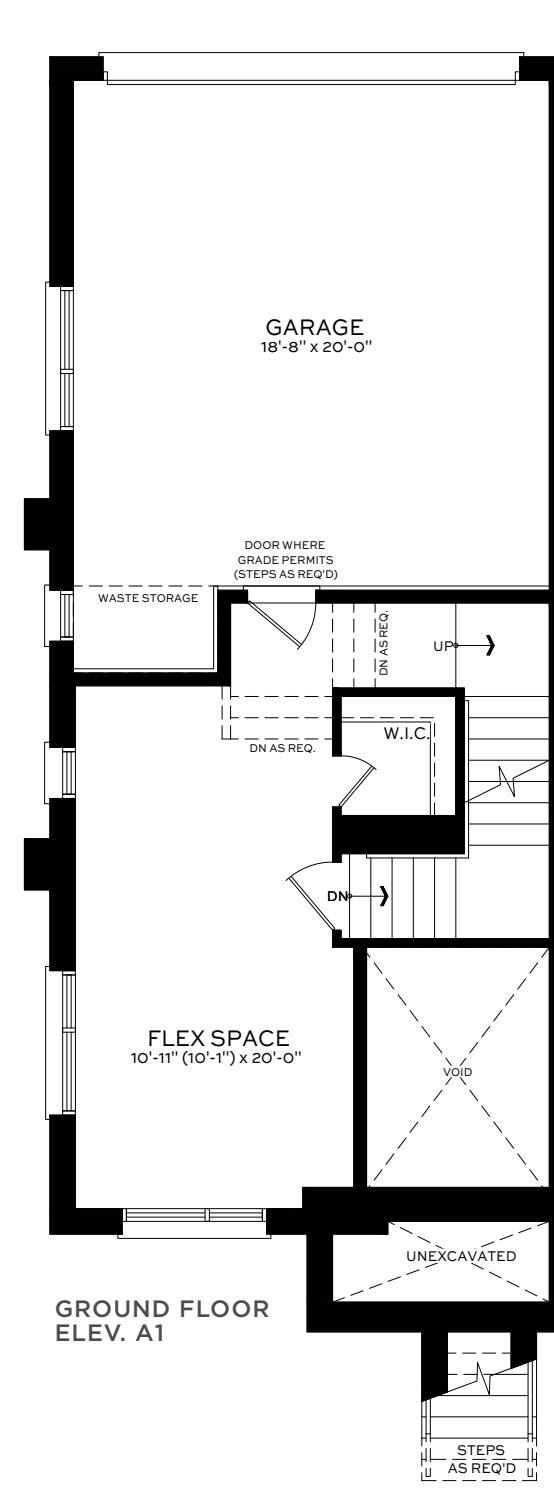 GARAGE
18'-8" x 20'-0"
DOOR WHERE
GRADE PERMITS
(STEPS AS REQ'D)
WASTE STORAGE
DN AS REQ.
UP
DN AS REQ.
W.I.C.
DN
FLEX SPACE
10'-11" (10'-1") x 20'-0"
VOID
UNEXCAVATED
GROUND FLOOR
ELEV. A1
STEPS
AS REQ'D